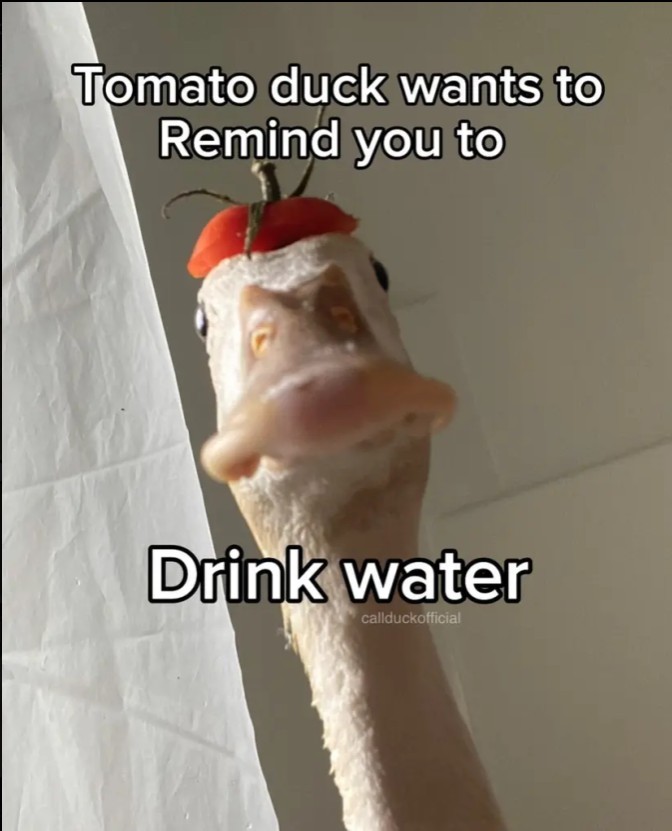 Tomato duck wants to
Remind you to
Drink water
callduckofficial